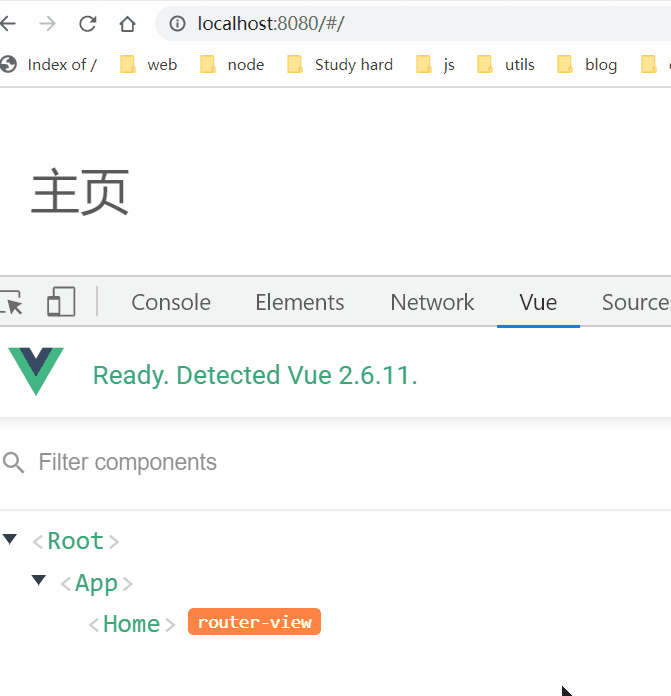 localhost:8080/#/
Index of / web node Study hard js utils blog
主页
Console Elements Network Vue Source
Ready. Detected Vue 2.6.11.
Filter components
<Root>
<App>
<Home> router-view